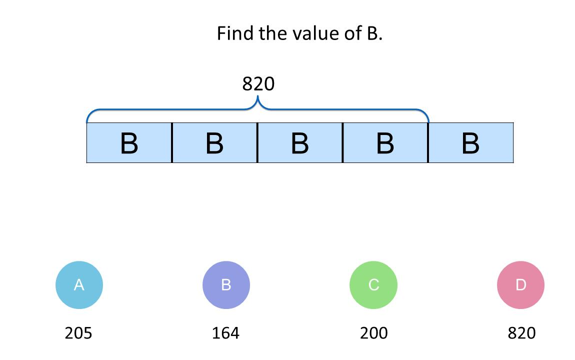 Find the value of B.
820
B B B B B
A B C D
205 164 200 820